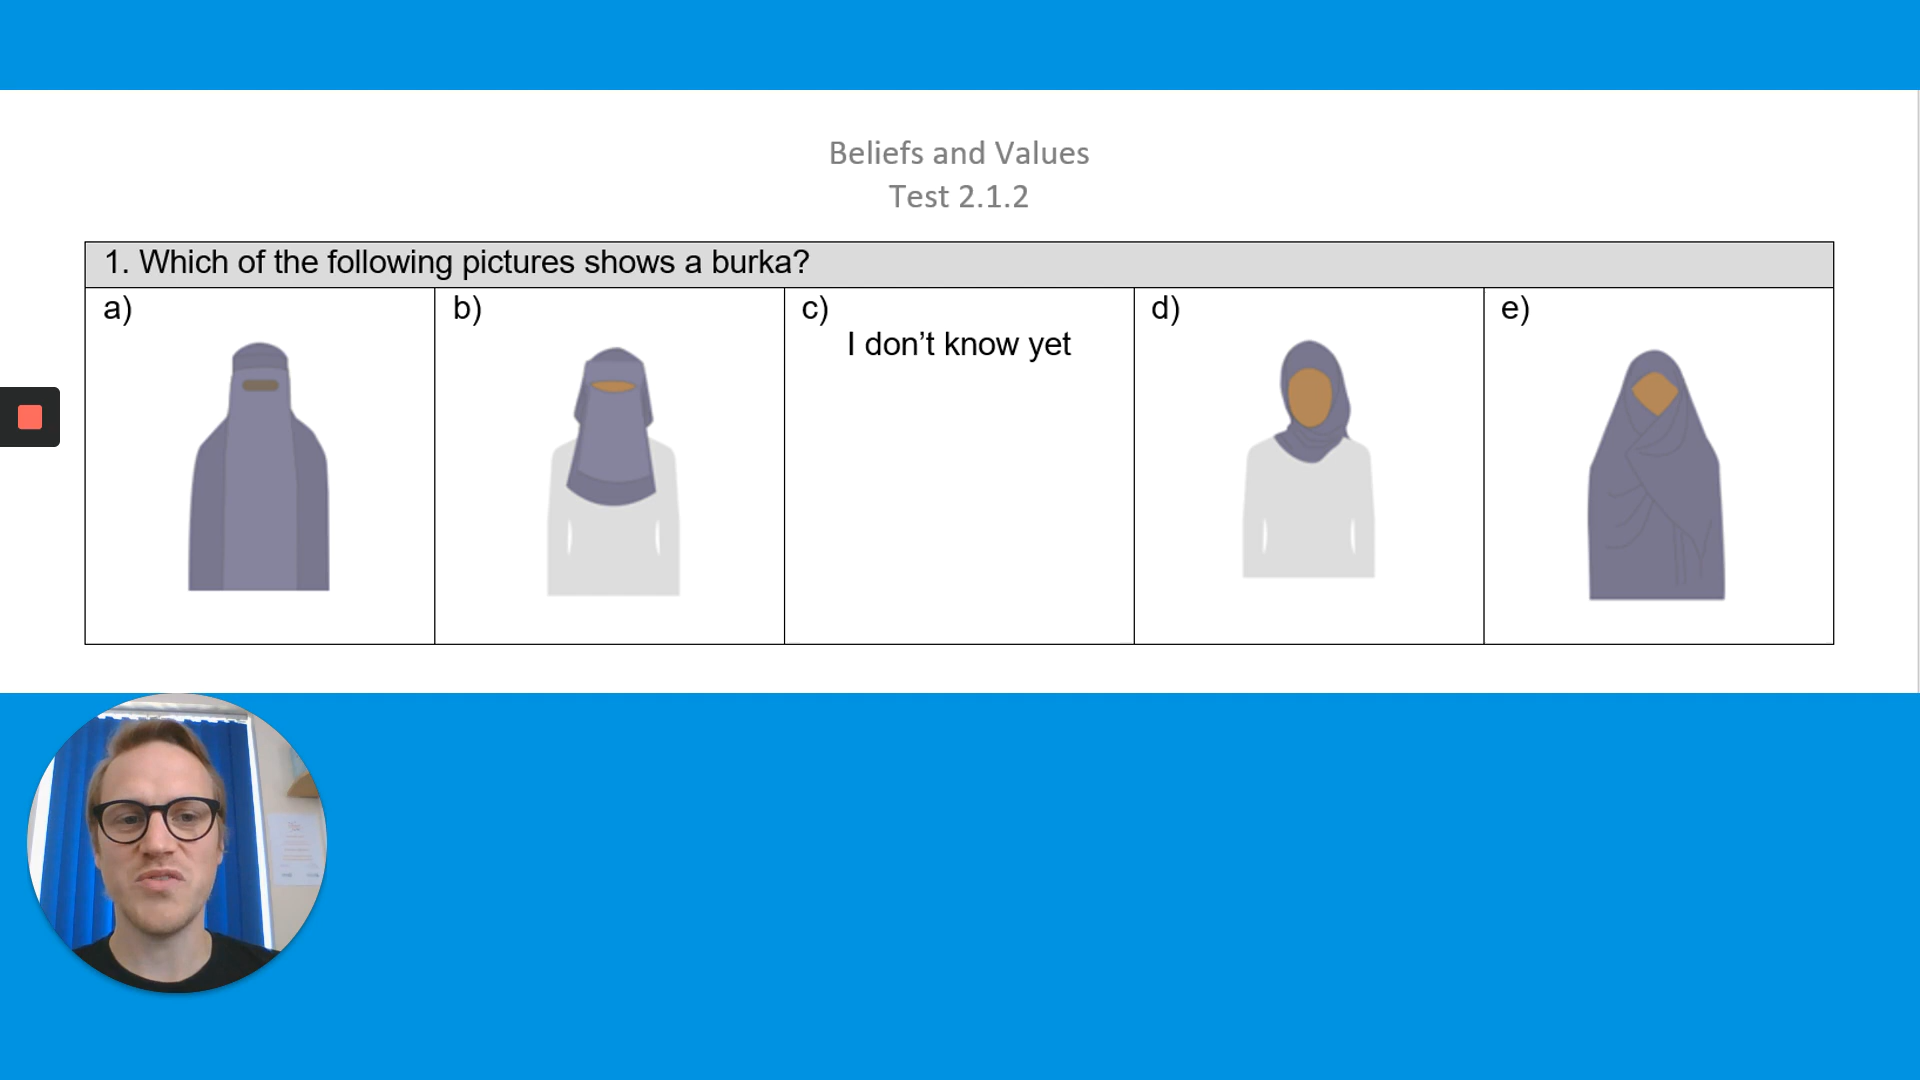 Beliefs and Values
Test 2.1.2
1. Which of the following pictures shows a burka?
a)
b)
c)
I don’t know yet
d)
e)